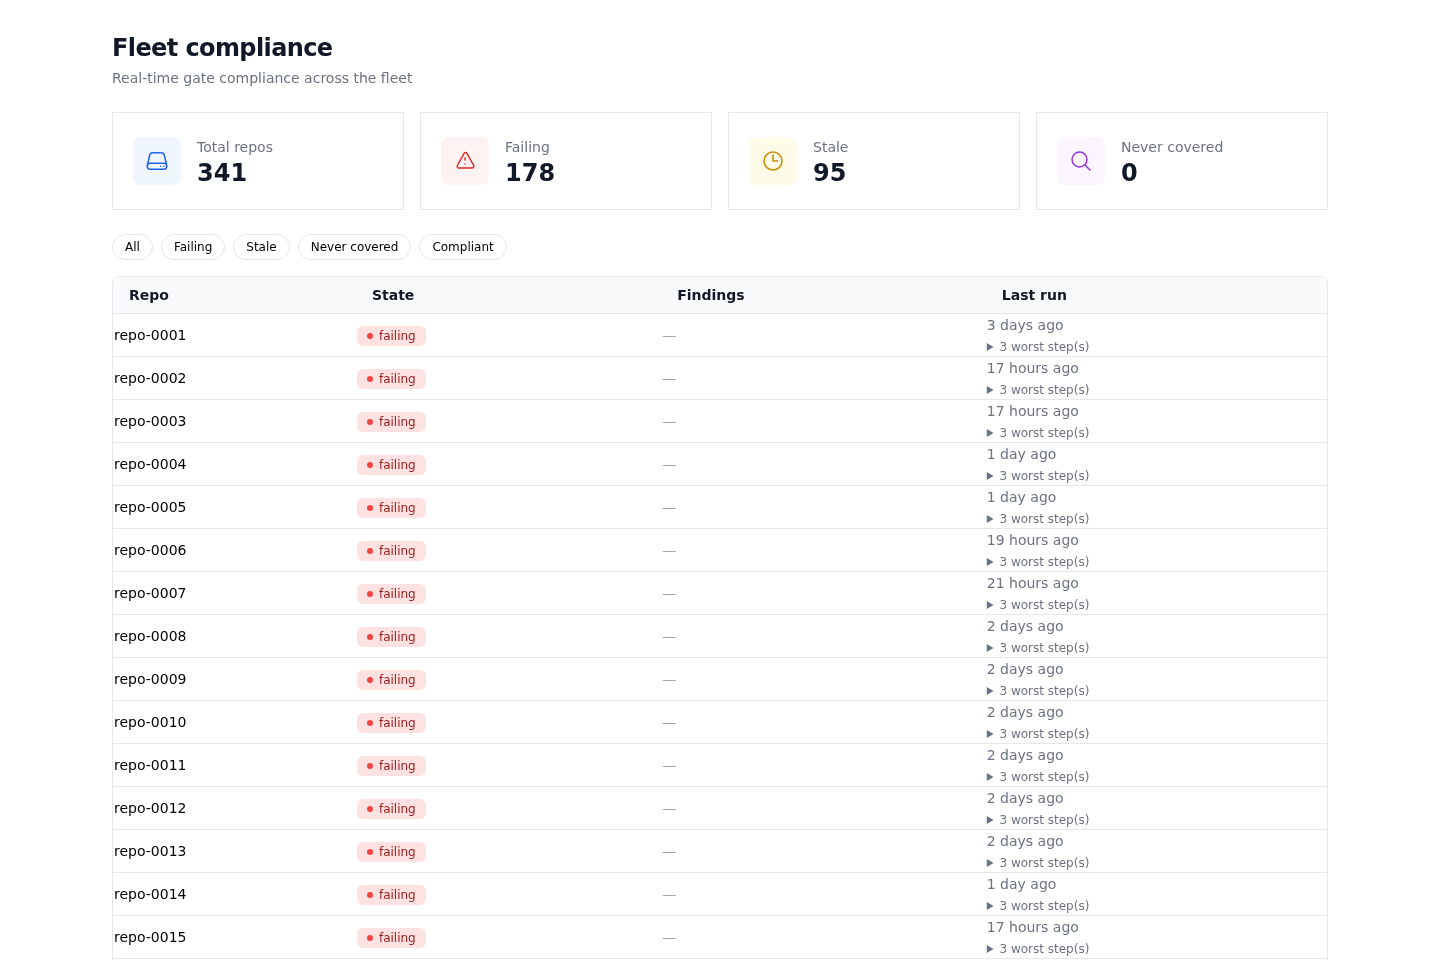 Fleet compliance
Real-time gate compliance across the fleet
Total repos
341
Failing
178
Stale
95
Never covered
0
All Failing Stale Never covered Compliant
Repo State Findings Last run
repo-0001 failing — 3 days ago
▶ 3 worst step(s)
repo-0002 failing — 17 hours ago
▶ 3 worst step(s)
repo-0003 failing — 17 hours ago
▶ 3 worst step(s)
repo-0004 failing — 1 day ago
▶ 3 worst step(s)
repo-0005 failing — 1 day ago
▶ 3 worst step(s)
repo-0006 failing — 19 hours ago
▶ 3 worst step(s)
repo-0007 failing — 21 hours ago
▶ 3 worst step(s)
repo-0008 failing — 2 days ago
▶ 3 worst step(s)
repo-0009 failing — 2 days ago
▶ 3 worst step(s)
repo-0010 failing — 2 days ago
▶ 3 worst step(s)
repo-0011 failing — 2 days ago
▶ 3 worst step(s)
repo-0012 failing — 2 days ago
▶ 3 worst step(s)
repo-0013 failing — 2 days ago
▶ 3 worst step(s)
repo-0014 failing — 1 day ago
▶ 3 worst step(s)
repo-0015 failing — 17 hours ago
▶ 3 worst step(s)